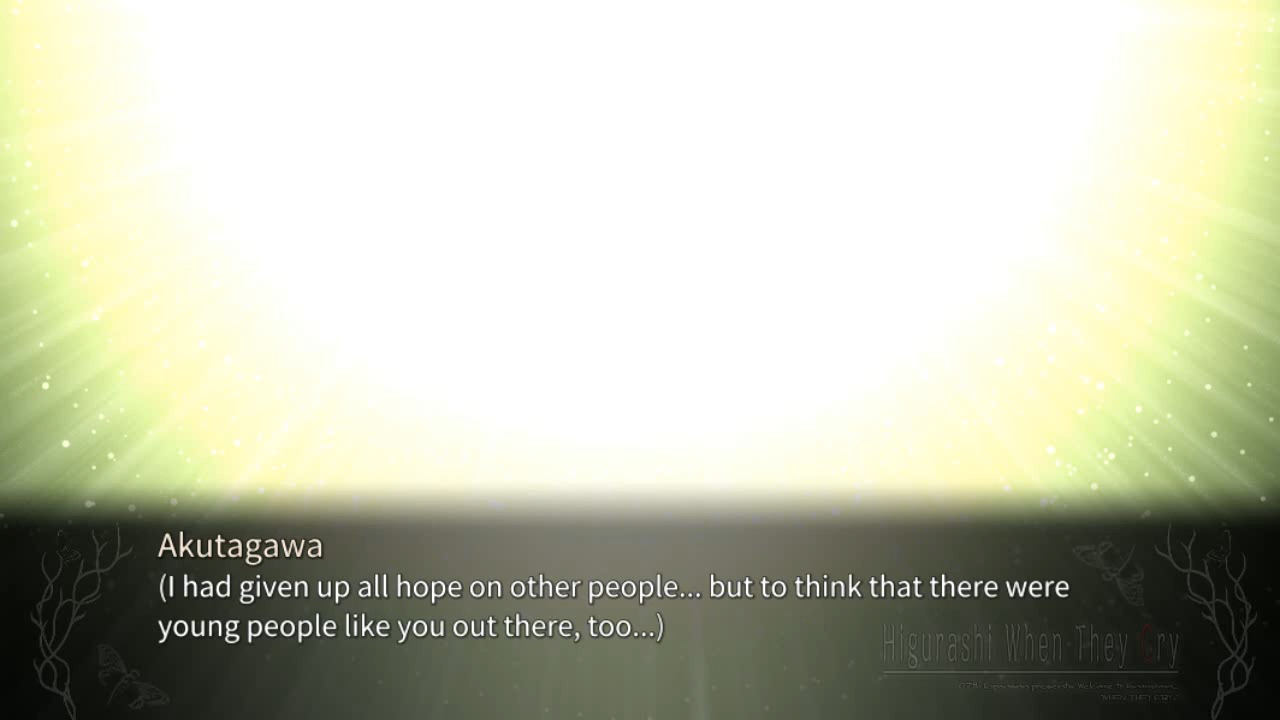 Akutagawa
(I had given up all hope on other people... but to think that there were
young people like you out there, too...)
Higurashi When They Cry